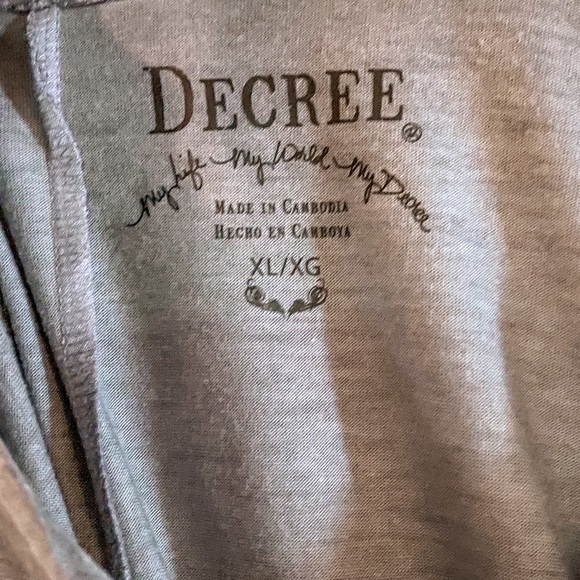 DECREE®
My Life My World My Decree
MADE IN CAMBODIA
HECHO EN CAMBOYA
XL/XG